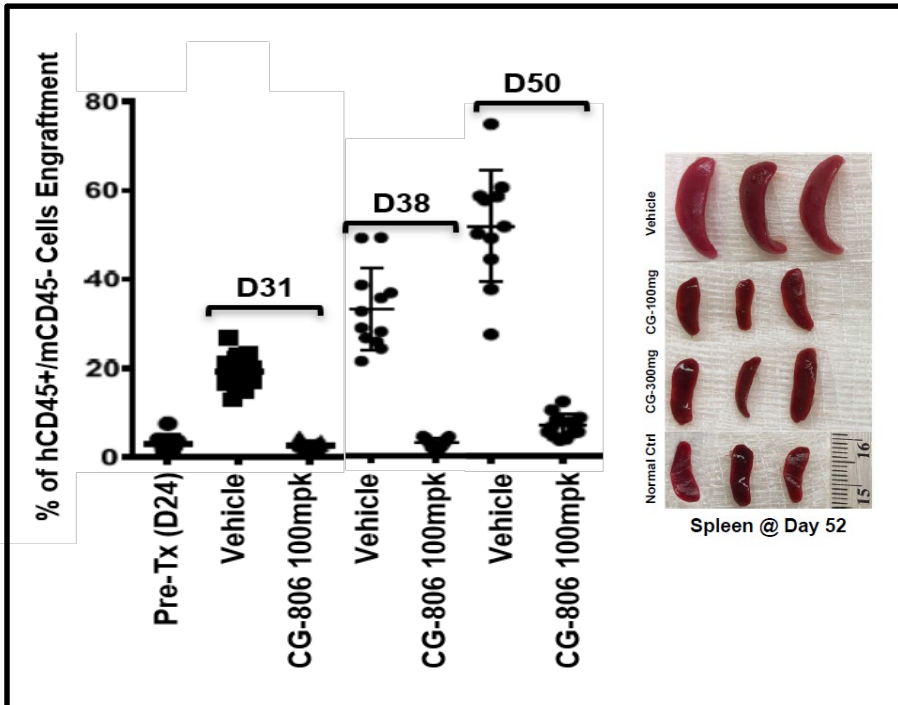 % of hCD45+/mCD45- Cells Engraftment
80
60
40
20
0
D31
D38
D50
Pre-Tx (D24)
Vehicle
CG-806 100mpk
Vehicle
CG-806 100mpk
Vehicle
CG-806 100mpk
Vehicle
CG-100mg
CG-300mg
Normal Ctrl
16
15
Spleen @ Day 52